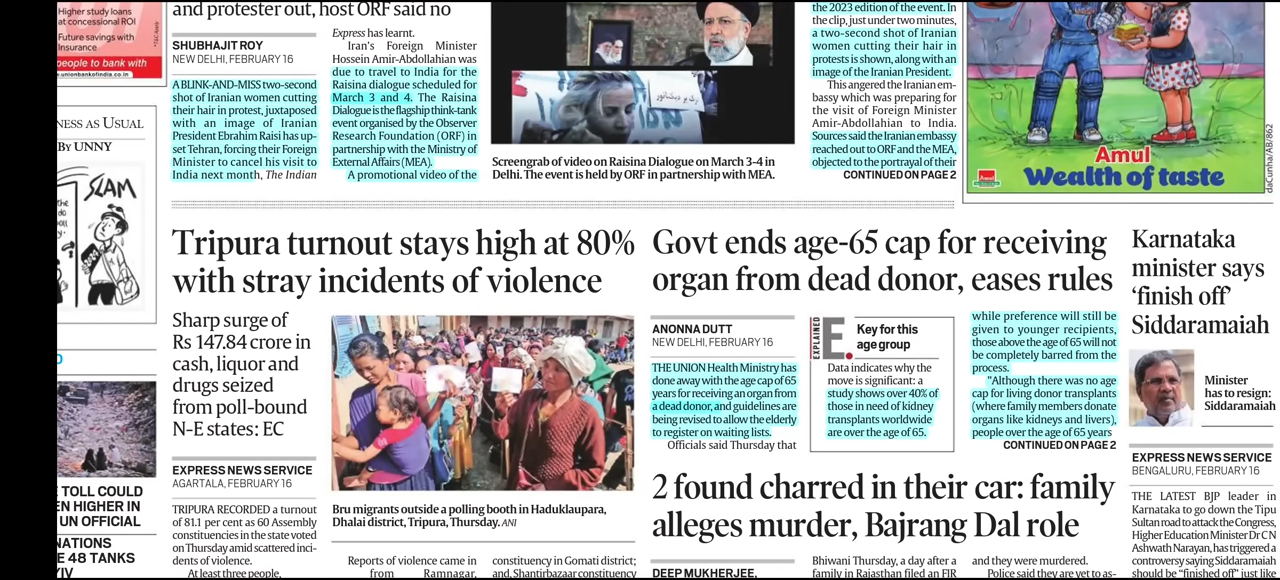 Higher study loans
at concessional ROI
Future savings with
Insurance
people to bank with
.unionbankofindia.co.in
NESS AS USUAL
BY UNNY
SLAM
TOLL COULD
EN HIGHER IN
UN OFFICIAL
NATIONS
E 48 TANKS
YIV
and protester out, host ORF said no
SHUBHAJIT ROY
NEW DELHI, FEBRUARY 16
A BLINK-AND-MISS two-second
shot of Iranian women cutting
their hair in protest, juxtaposed
with an image of Iranian
President Ebrahim Raisi has up-
set Tehran, forcing their Foreign
Minister to cancel his visit to
India next month, The Indian
Express has learnt.
Iran's Foreign Minister
Hossein Amir-Abdollahian was
due to travel to India for the
Raisina dialogue scheduled for
March 3 and 4. The Raisina
Dialogue is the flagship think-tank
event organised by the Observer
Research Foundation (ORF) in
partnership with the Ministry of
External Affairs (MEA).
A promotional video of the
Screengrab of video on Raisina Dialogue on March 3-4 in
Delhi. The event is held by ORF in partnership with MEA.
the 2023 edition of the event. In
the clip, just under two minutes,
a two-second shot of Iranian
women cutting their hair in
protests is shown, along with an
image of the Iranian President.
This angered the Iranian em-
bassy which was preparing for
the visit of Foreign Minister
Amir-Abdollahian to India.
Sources said the Iranian embassy
reached out to ORF and the MEA,
objected to the portrayal of their
CONTINUED ON PAGE 2
Amul
Wealth of taste
daCunha/AB/862
Tripura turnout stays high at 80%
with stray incidents of violence
Sharp surge of
Rs 147.84 crore in
cash, liquor and
drugs seized
from poll-bound
N-E states: EC
EXPRESS NEWS SERVICE
AGARTALA, FEBRUARY 16
TRIPURA RECORDED a turnout
of 81.1 per cent as 60 Assembly
constituencies in the state voted
on Thursday amid scattered inci-
dents of violence.
At least three people,
Bru migrants outside a polling booth in Haduklaupara,
Dhalai district, Tripura, Thursday. ANI
Reports of violence came in
from Ramnagar,
constituency in Gomati district;
and, Shantirbazaar constituency
Govt ends age-65 cap for receiving
organ from dead donor, eases rules
ANONNA DUTT
NEW DELHI, FEBRUARY 16
THE UNION Health Ministry has
done away with the age cap of 65
years for receiving an organ from
a dead donor, and guidelines are
being revised to allow the elderly
to register on waiting lists.
Officials said Thursday that
EXPLAINED
E.
Key for this
age group
Data indicates why the
move is significant: a
study shows over 40% of
those in need of kidney
transplants worldwide
are over the age of 65.
while preference will still be
given to younger recipients,
those above the age of 65 will not
be completely barred from the
process.
"Although there was no age
cap for living donor transplants
(where family members donate
organs like kidneys and livers),
people over the age of 65 years
CONTINUED ON PAGE 2
2 found charred in their car: family
alleges murder, Bajrang Dal role
DEEP MUKHERJEE,
Bhiwani Thursday, a day after a
family in Rajasthan filed an FIR
and they were murdered.
Police said they are yet to as-
Karnataka
minister says
‘finish off’
Siddaramaiah
Minister
has to resign:
Siddaramaiah
EXPRESS NEWS SERVICE
BENGALURU, FEBRUARY 16
THE LATEST BJP leader in
Karnataka to go down the Tipu
Sultan road to attack the Congress,
Higher Education Minister Dr C N
Ashwath Narayan, has triggered a
controversy saying Siddaramaiah
should be “finished off” just like